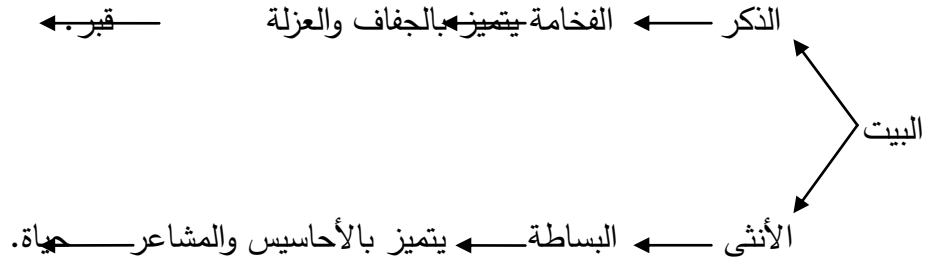 الذكر الفخامة يتميز بالجفاف والعزلة قبر.
البيت
الأنثى البساطة يتميز بالأحاسيس والمشاعر حياة.